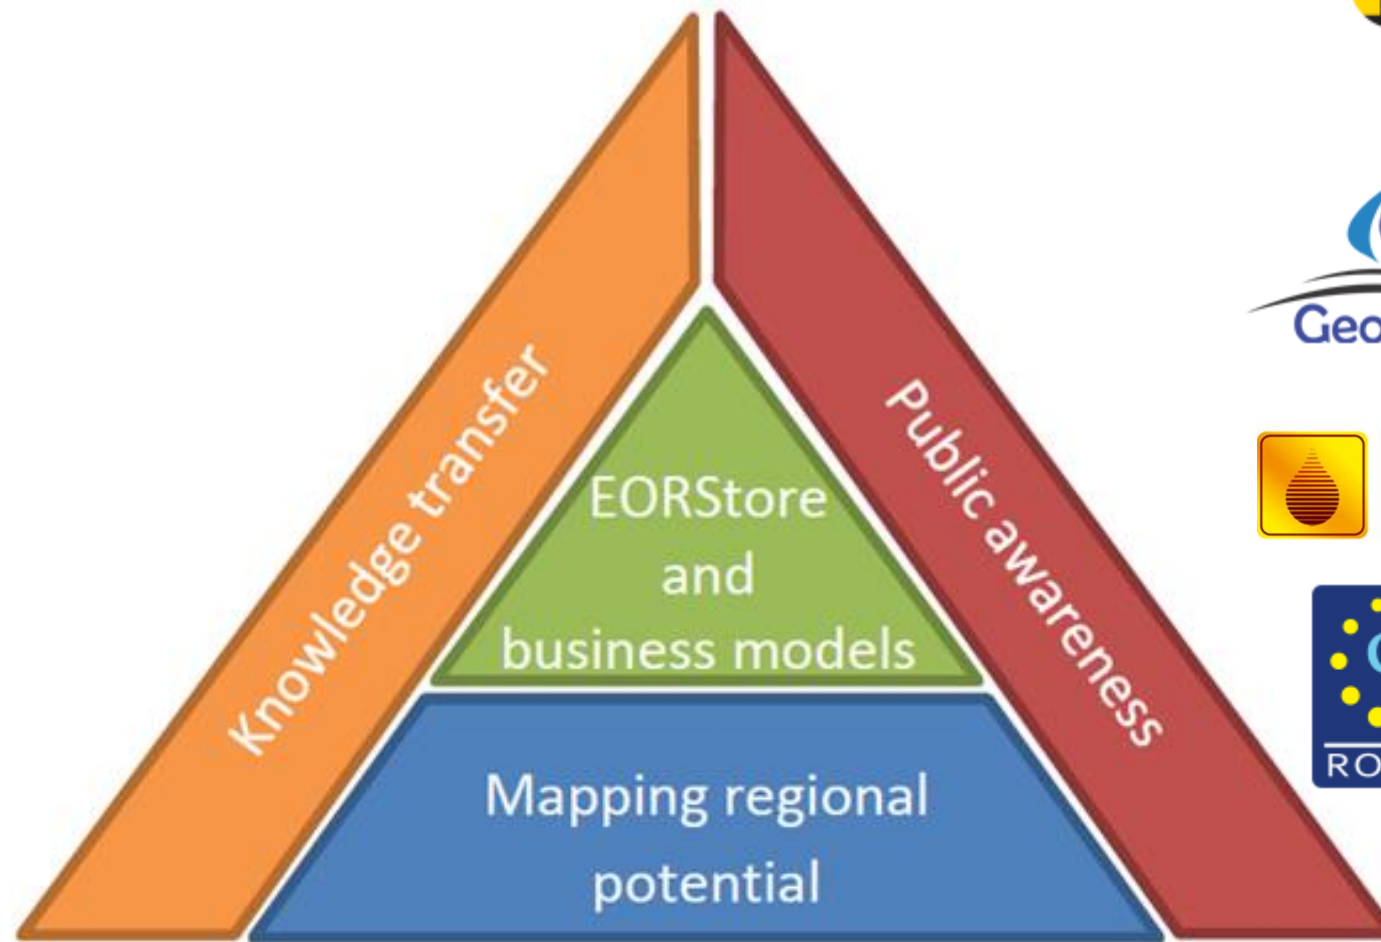 Knowledge transfer
Public awareness
EORStore
and
business models
Mapping regional
potential